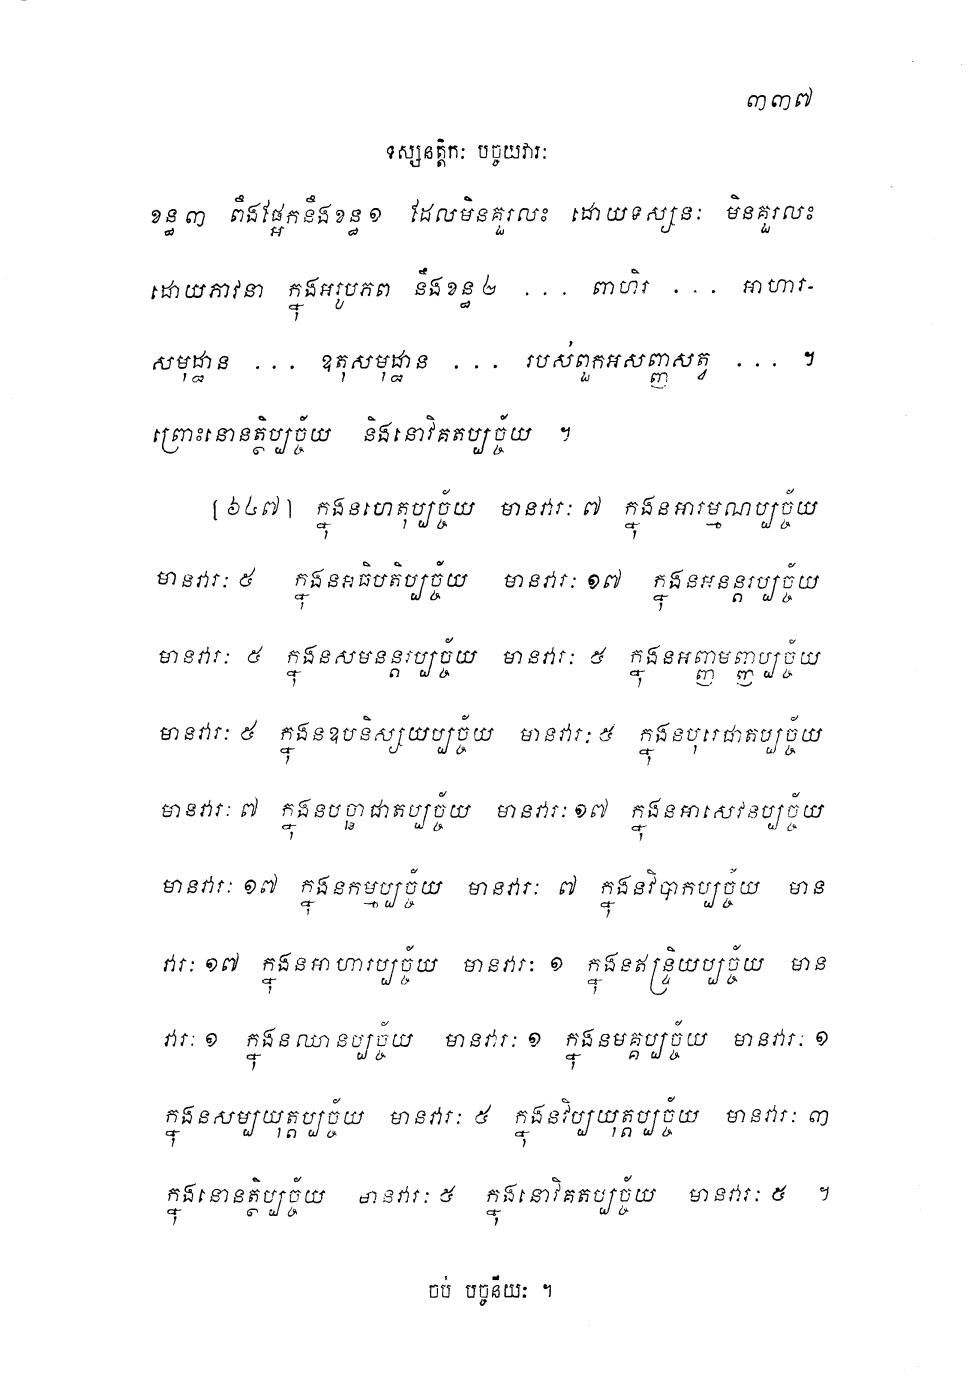 ៣៣៧
ទស្សនត្តិកៈ បច្ចយវារៈ
ខន្ធ ៣ ពឹងផ្អែកនឹងខន្ធ ១ ដែលមិនគួរលះ ដោយទស្សនៈ មិនគួរលះ
ដោយភាវនា ក្នុងអរូបភព នឹងខន្ធ ២ ... ពាហិរ ... អាហារ-
សមុដ្ឋាន ... ឧតុសមុដ្ឋាន ... របស់ពួកអសញ្ញសត្វ ... ។
ព្រោះនោនត្ថិប្បច្ច័យ និងនោវិគតប្បច្ច័យ ។
[៦៤៧] ក្នុងនហេតុប្បច្ច័យ មានវារៈ ៧ ក្នុងនអារម្មណប្បច្ច័យ
មានវារៈ ៥ ក្នុងនអធិបតិប្បច្ច័យ មានវារៈ ១៧ ក្នុងនអនន្តរប្បច្ច័យ
មានវារៈ ៥ ក្នុងនសមនន្តរប្បច្ច័យ មានវារៈ ៥ ក្នុងនអញ្ញមញ្ញប្បច្ច័យ
មានវារៈ ៥ ក្នុងនឧបនិស្សយប្បច្ច័យ មានវារៈ ៥ ក្នុងនបុរេជាតប្បច្ច័យ
មានវារៈ ៧ ក្នុងនបច្ឆាជាតប្បច្ច័យ មានវារៈ ១៧ ក្នុងនអាសេវនប្បច្ច័យ
មានវារៈ ១៧ ក្នុងនកម្មប្បច្ច័យ មានវារៈ ៧ ក្នុងនវិបាកប្បច្ច័យ មាន
វារៈ ១៧ ក្នុងនអាហារប្បច្ច័យ មានវារៈ ១ ក្នុងនឥន្ទ្រិយប្បច្ច័យ មាន
វារៈ ១ ក្នុងនឈានប្បច្ច័យ មានវារៈ ១ ក្នុងនមគ្គប្បច្ច័យ មានវារៈ ១
ក្នុងនសម្បយុត្តប្បច្ច័យ មានវារៈ ៥ ក្នុងនវិប្បយុត្តប្បច្ច័យ មានវារៈ ៣
ក្នុងនោនត្ថិប្បច្ច័យ មានវារៈ ៥ ក្នុងនោវិគតប្បច្ច័យ មានវារៈ ៥ ។
ចប់ បច្ចនីយៈ ។